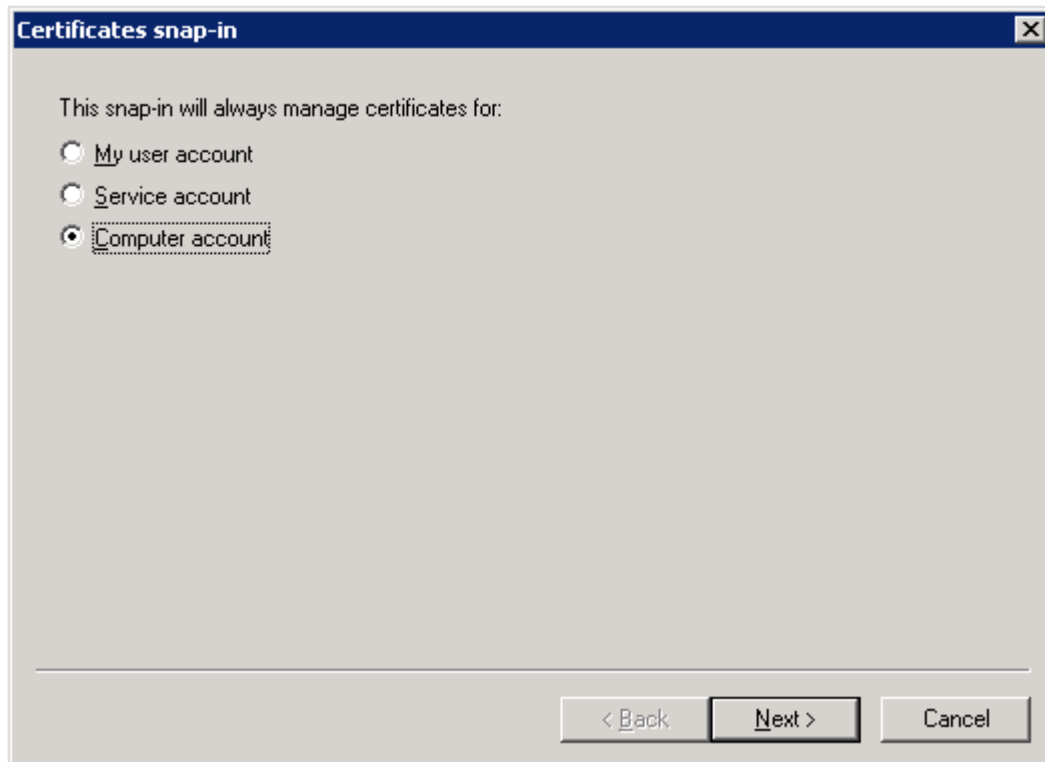 Certificates snap-in
This snap-in will always manage certificates for:
My user account
Service account
Computer account
< Back
Next >
Cancel